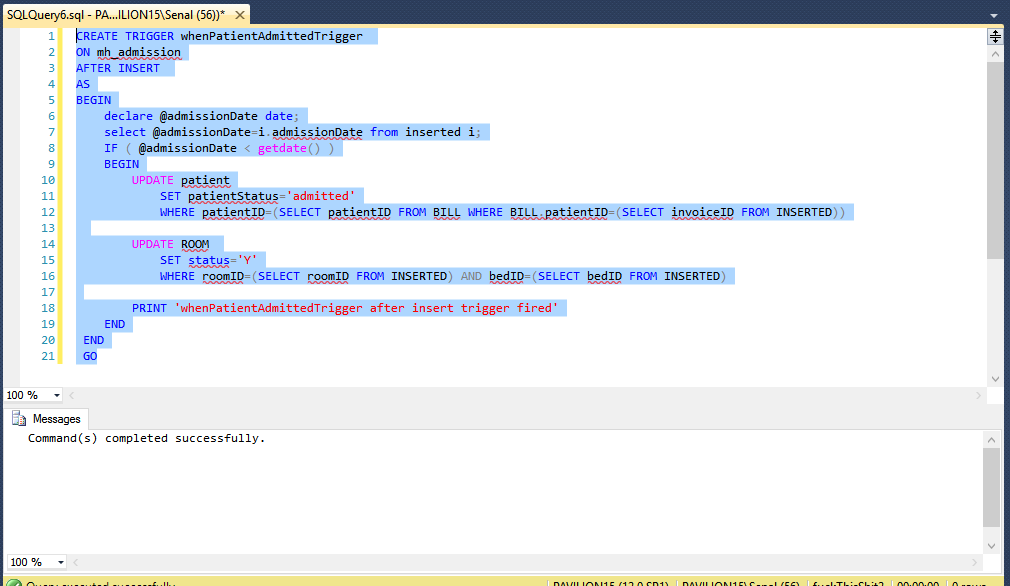 SQLQuery6.sql - PA...ILION15\Senal (56))* ×
1 CREATE TRIGGER whenPatientAdmittedTrigger
2 ON mh_admission
3 AFTER INSERT
4 AS
5 BEGIN
6 declare @admissionDate date;
7 select @admissionDate=i.admissionDate from inserted i;
8 IF ( @admissionDate < getdate() )
9 BEGIN
10 UPDATE patient
11 SET patientStatus='admitted'
12 WHERE patientID=(SELECT patientID FROM BILL WHERE BILL.patientID=(SELECT invoiceID FROM INSERTED))
13
14 UPDATE ROOM
15 SET status='Y'
16 WHERE roomID=(SELECT roomID FROM INSERTED) AND bedID=(SELECT bedID FROM INSERTED)
17
18 PRINT 'whenPatientAdmittedTrigger after insert trigger fired'
19 END
20 END
21 GO
100 %
Messages
Command(s) completed successfully.
100 %
Query executed successfully. PAVILION15 (12.0 SP1) PAVILION15\Senal (56) fuckThisShit2 00:00:00 0 rows